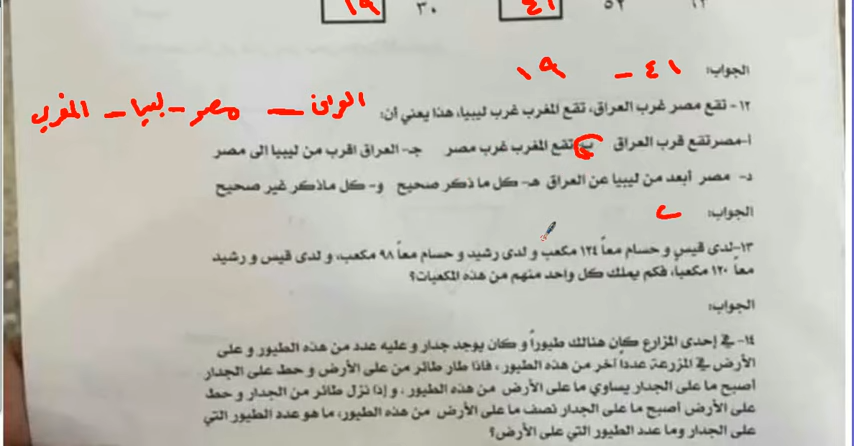 ١٩ ٣٠ ٤١ ٥٢
الجواب: ٤١ – ١٩
١٢- تقع مصر غرب العراق، تقع المغرب غرب ليبيا، هذا يعني أن: العراق – مصر – ليبيا – المغرب
أ-مصر تقع قرب العراق ب- تقع المغرب غرب مصر جـ- العراق اقرب من ليبيا الى مصر
د- مصر أبعد من ليبيا عن العراق هـ- كل ما ذكر صحيح و- كل ماذكر غير صحيح
الجواب: ب
١٣-لدى قيس و حسام معاً ١٢٤ مكعب و لدى رشيد و حسام معاً ٩٨ مكعب، و لدى قيس و رشيد
معاً ١٢٠ مكعباً، فكم يملك كل واحد منهم من هذه المكعبات؟
الجواب:
١٤- في إحدى المزارع كان هنالك طيوراً و كان يوجد جدار و عليه عدد من هذه الطيور و على
الأرض في المزرعة عدداً آخر من هذه الطيور ، فاذا طار طائر من على الأرض و حط على الجدار
أصبح ما على الجدار يساوي ما على الأرض من هذه الطيور ، و إذا نزل طائر من الجدار و حط
على الأرض أصبح ما على الجدار نصف ما على الأرض من هذه الطيور، ما هو عدد الطيور التي
على الجدار وما عدد الطيور التي على الأرض؟